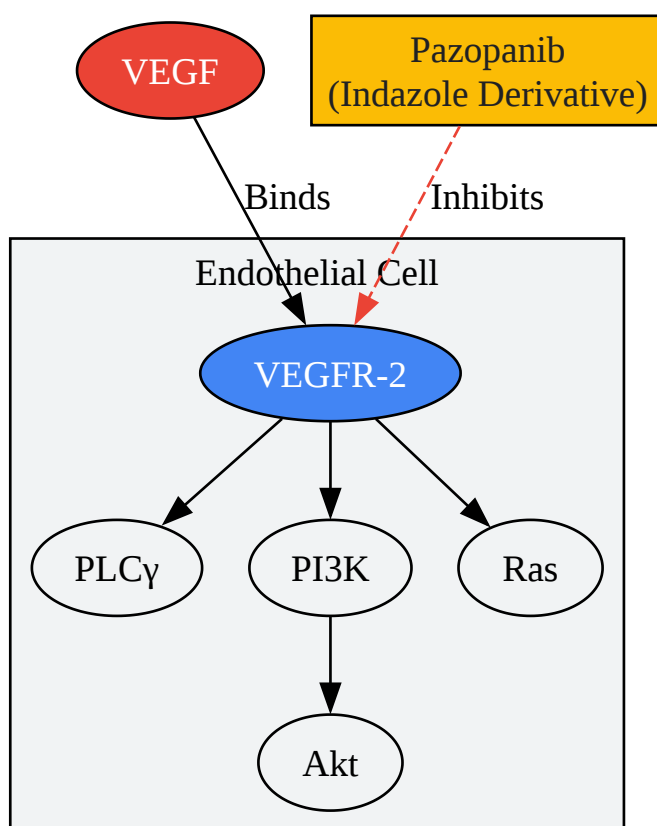 VEGF
Pazopanib
(Indazole Derivative)
Binds
Inhibits
Endothelial Cell
VEGFR-2
PLCγ
PI3K
Ras
Akt